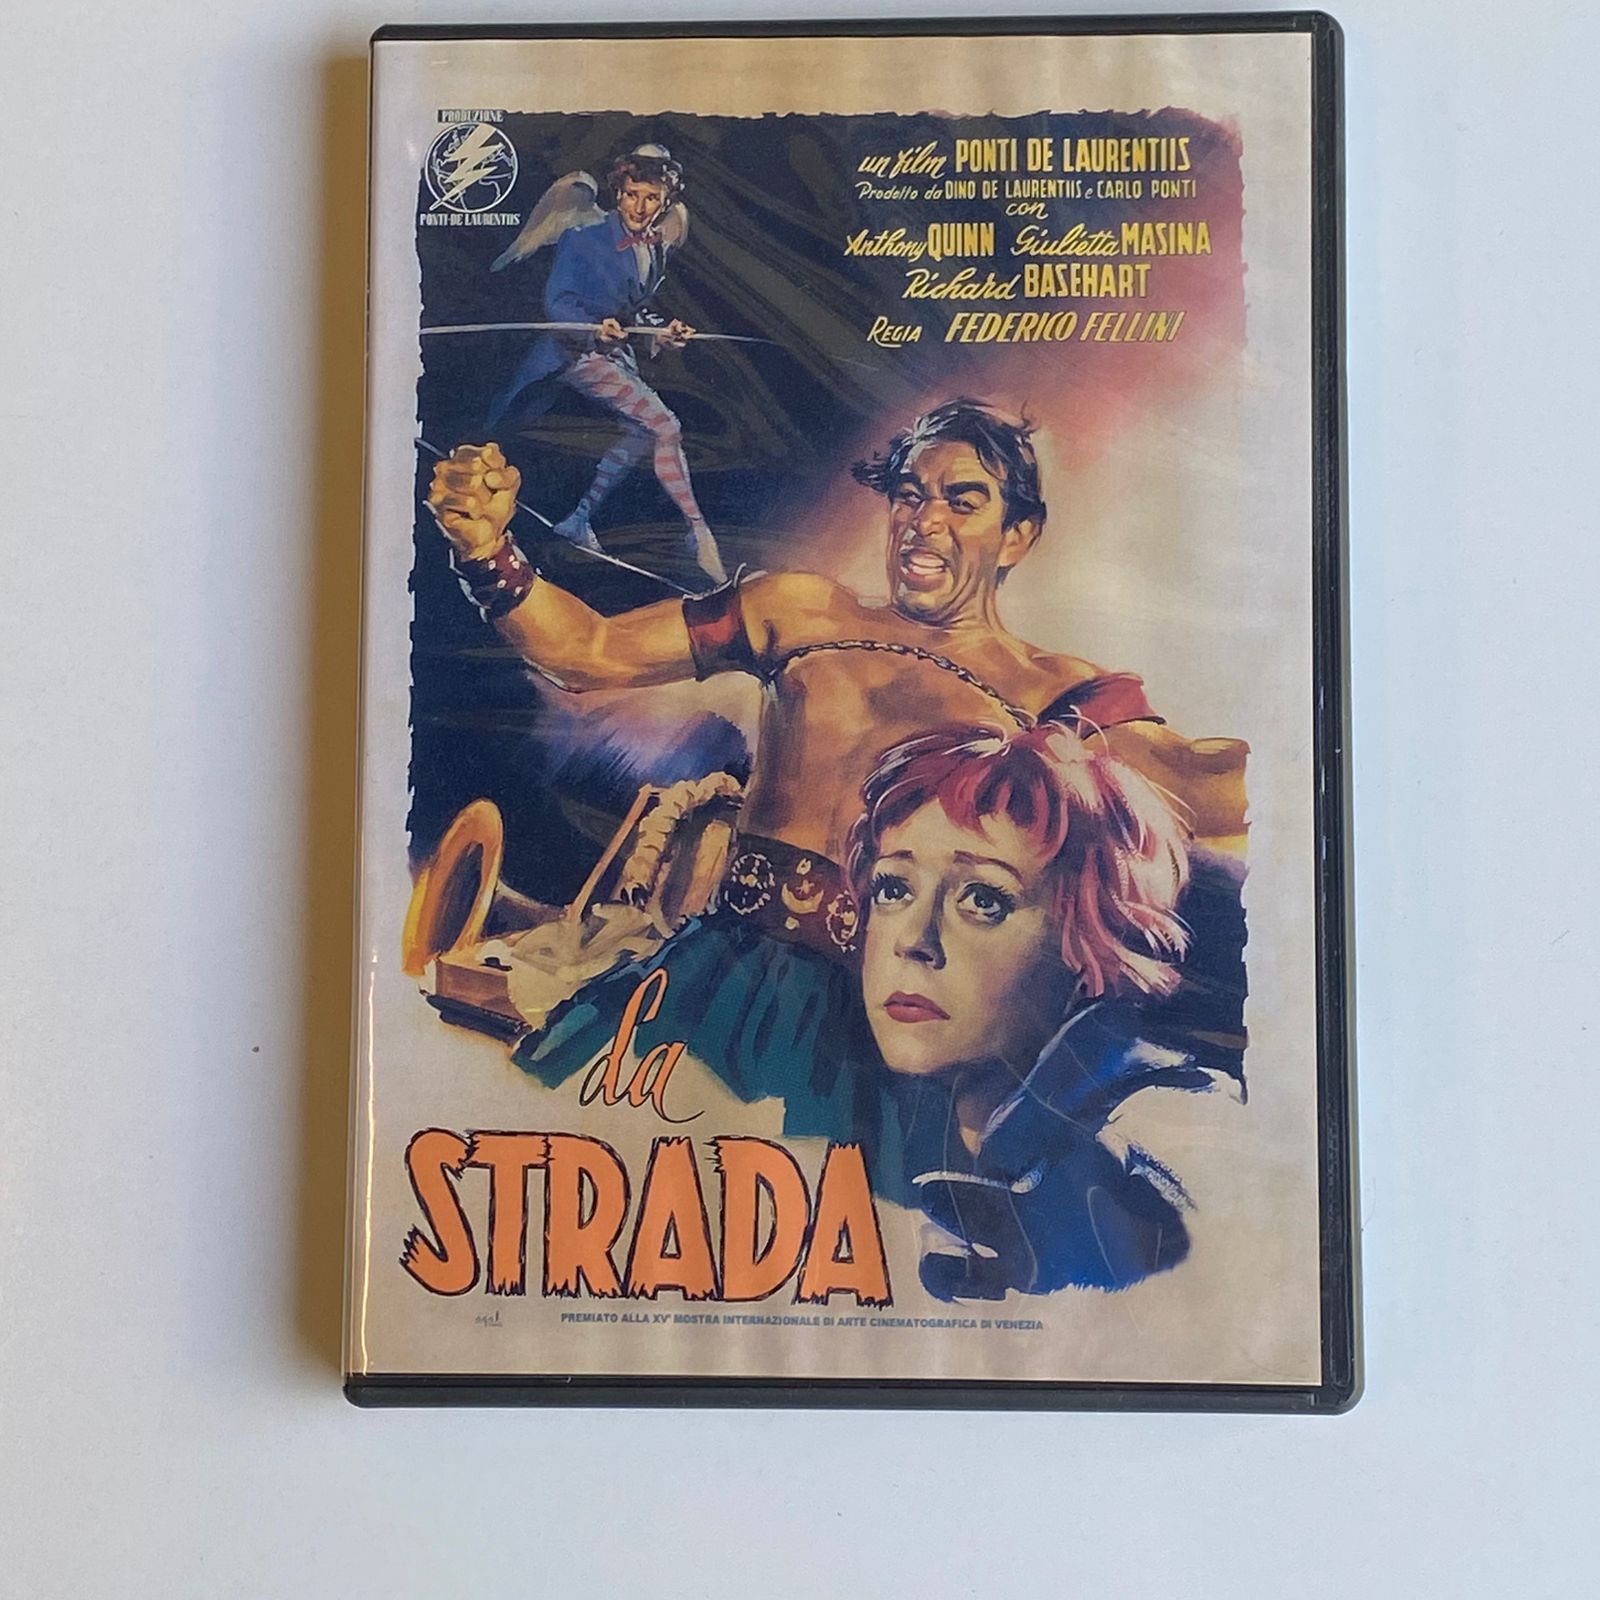 PRODUZIONE
PONTI-DE LAURENTIIS
un film PONTI DE LAURENTIIS
Prodotto da DINO DE LAURENTIIS e CARLO PONTI
con
Anthony QUINN Giulietta MASINA
Richard BASEHART
REGIA FEDERICO FELLINI
La
STRADA
PREMIATO ALLA XVª MOSTRA INTERNAZIONALE DI ARTE CINEMATOGRAFICA DI VENEZIA